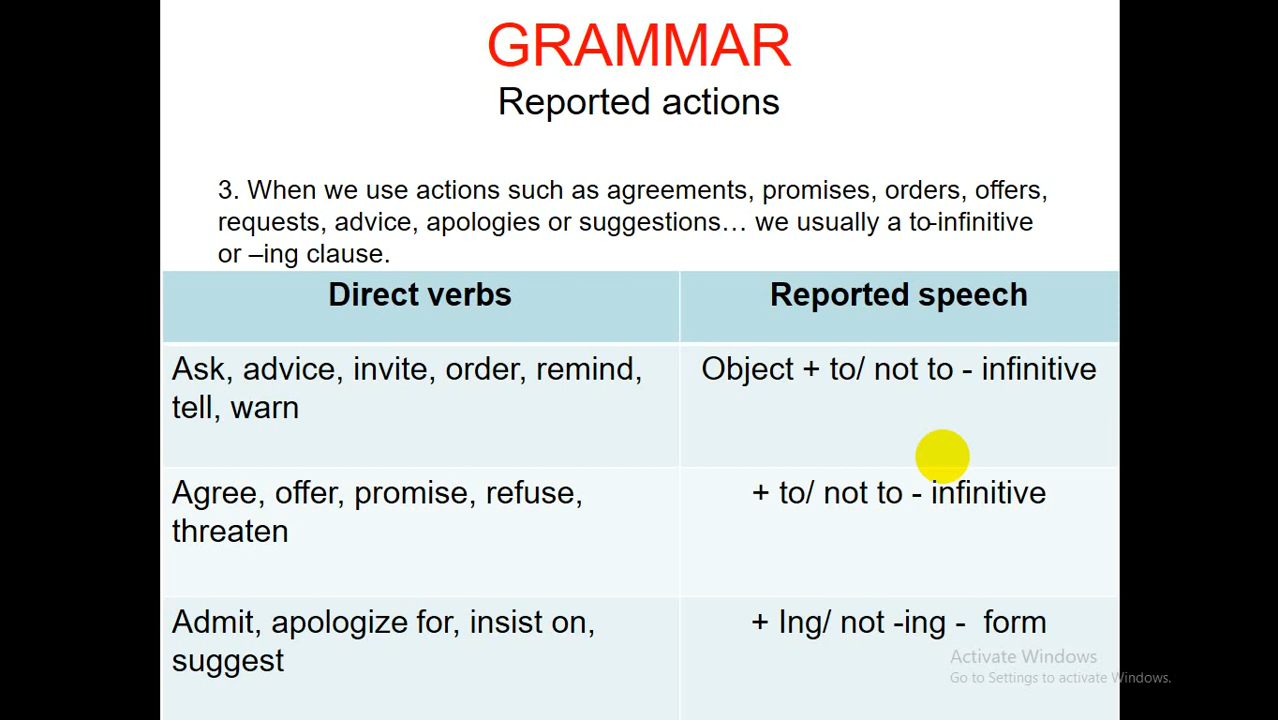 GRAMMAR
Reported actions
3. When we use actions such as agreements, promises, orders, offers,
requests, advice, apologies or suggestions… we usually a to-infinitive
or –ing clause.
Direct verbs
Reported speech
Ask, advice, invite, order, remind,
tell, warn
Object + to/ not to - infinitive
Agree, offer, promise, refuse,
threaten
+ to/ not to - infinitive
Admit, apologize for, insist on,
suggest
+ Ing/ not -ing - form
Activate Windows
Go to Settings to activate Windows.